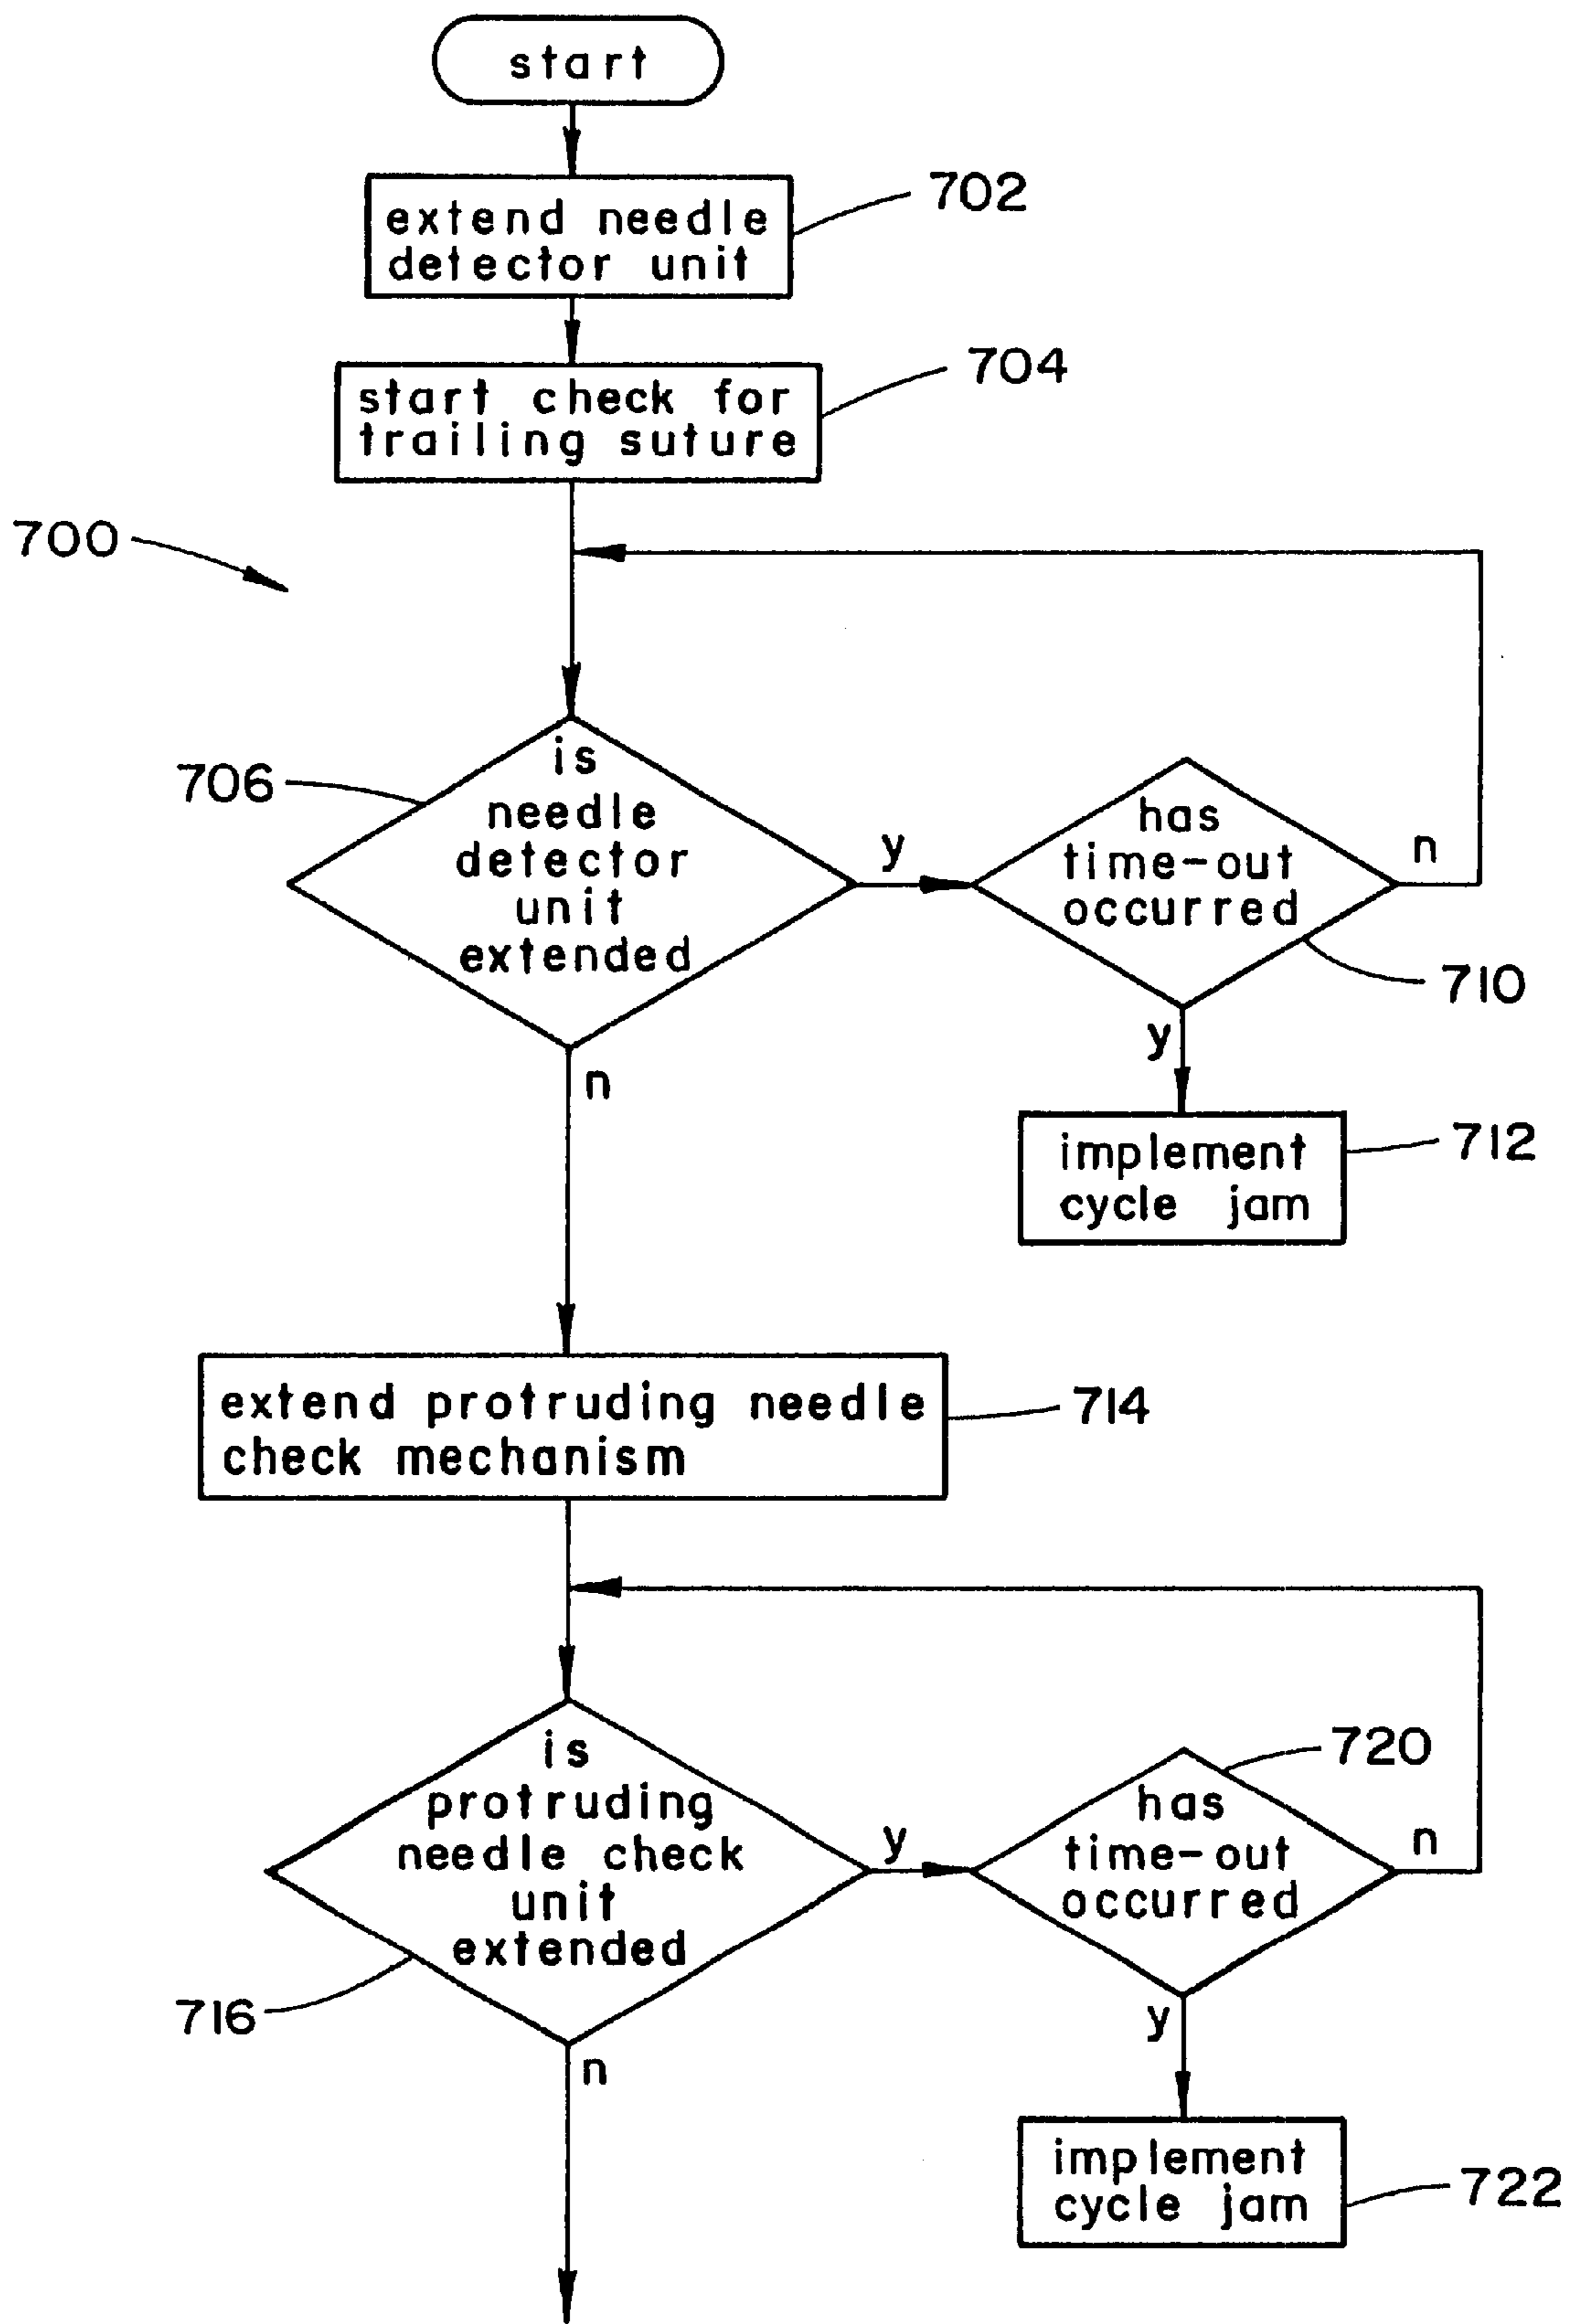 start
702
extend needle
detector unit
704
start check for
trailing suture
700
706
is
needle
detector
unit
extended
y
has
time-out
occurred
n
710
y
n
712
implement
cycle jam
714
extend protruding needle
check mechanism
720
is
protruding
needle check
unit
extended
y
has
time-out
occurred
n
716
y
n
722
implement
cycle jam